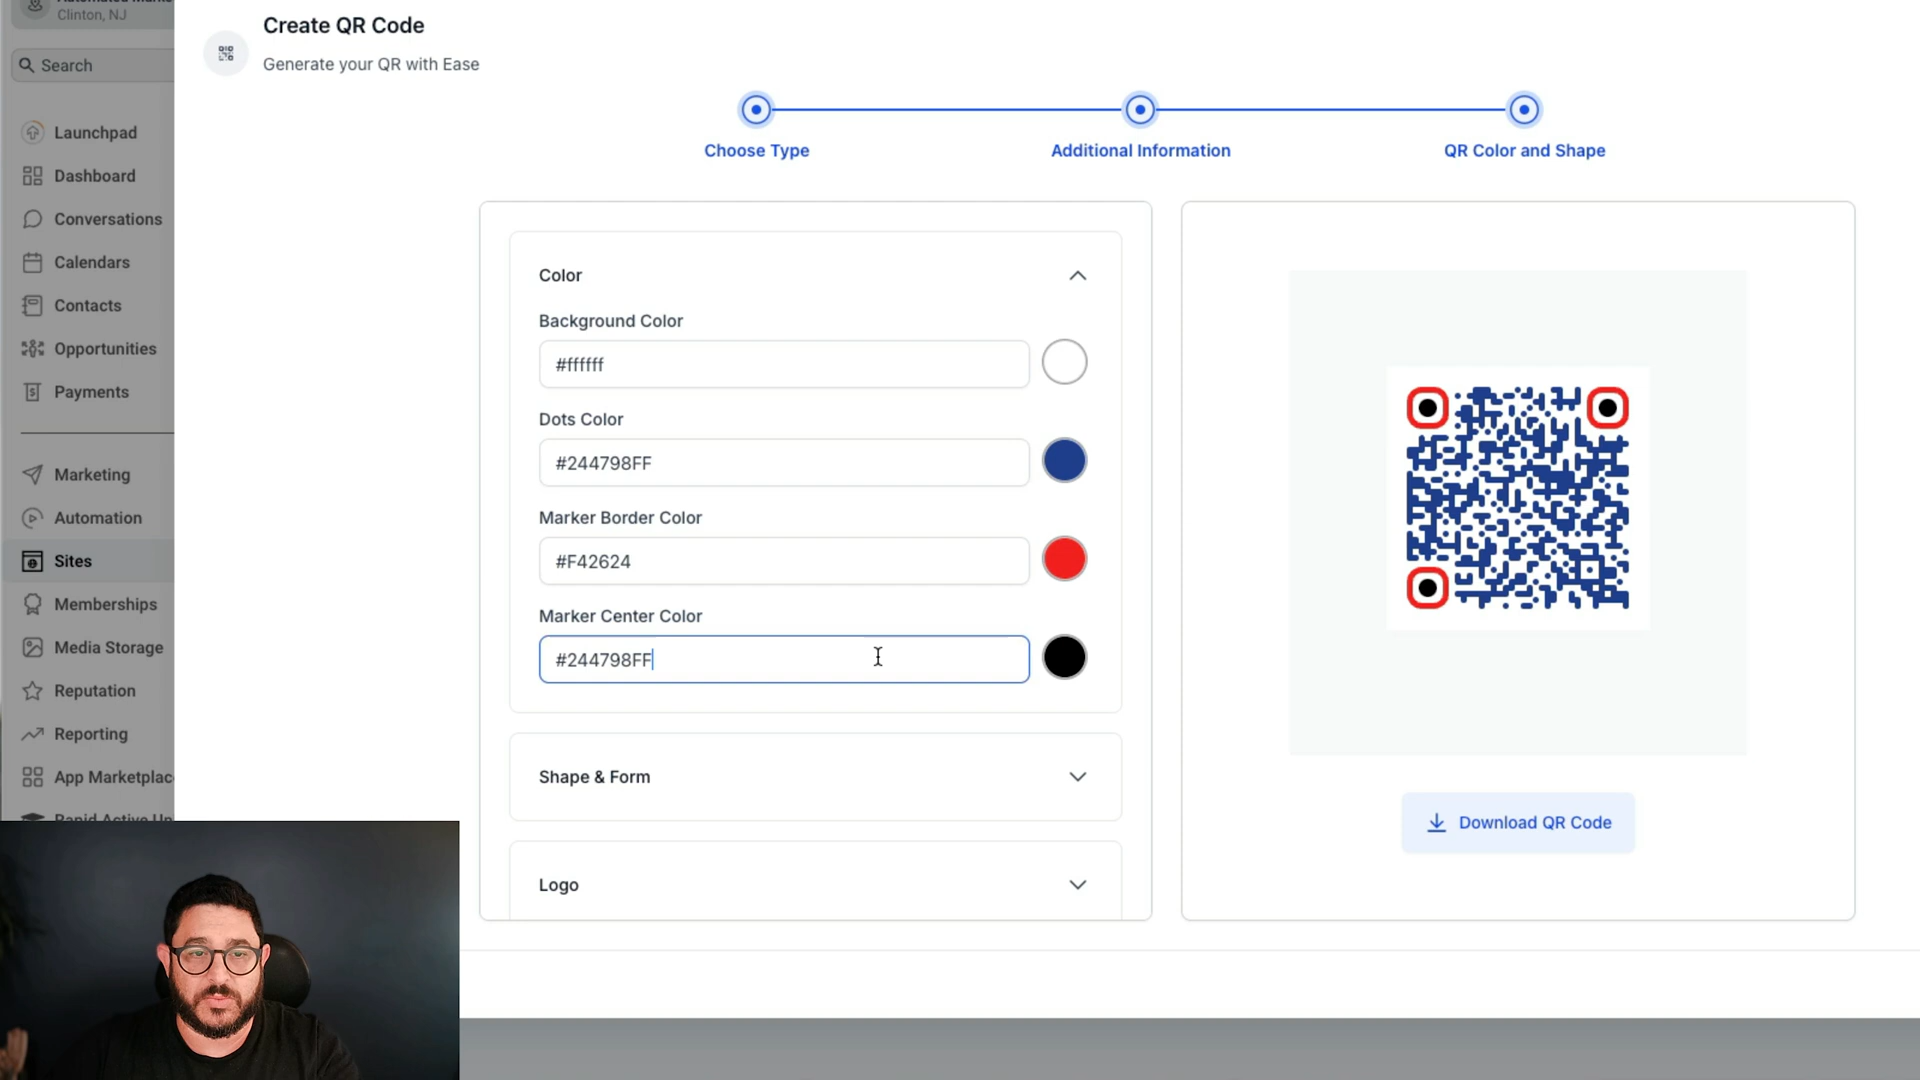 Clinton, NJ
Search
Launchpad
Dashboard
Conversations
Calendars
Contacts
Opportunities
Payments
Marketing
Automation
Sites
Memberships
Media Storage
Reputation
Reporting
App Marketplac
Create QR Code
Generate your QR with Ease
Choose Type
Additional Information
QR Color and Shape
Color
Background Color
#ffffff
Dots Color
#244798FF
Marker Border Color
#F42624
Marker Center Color
#244798FF
Shape & Form
Logo
Download QR Code